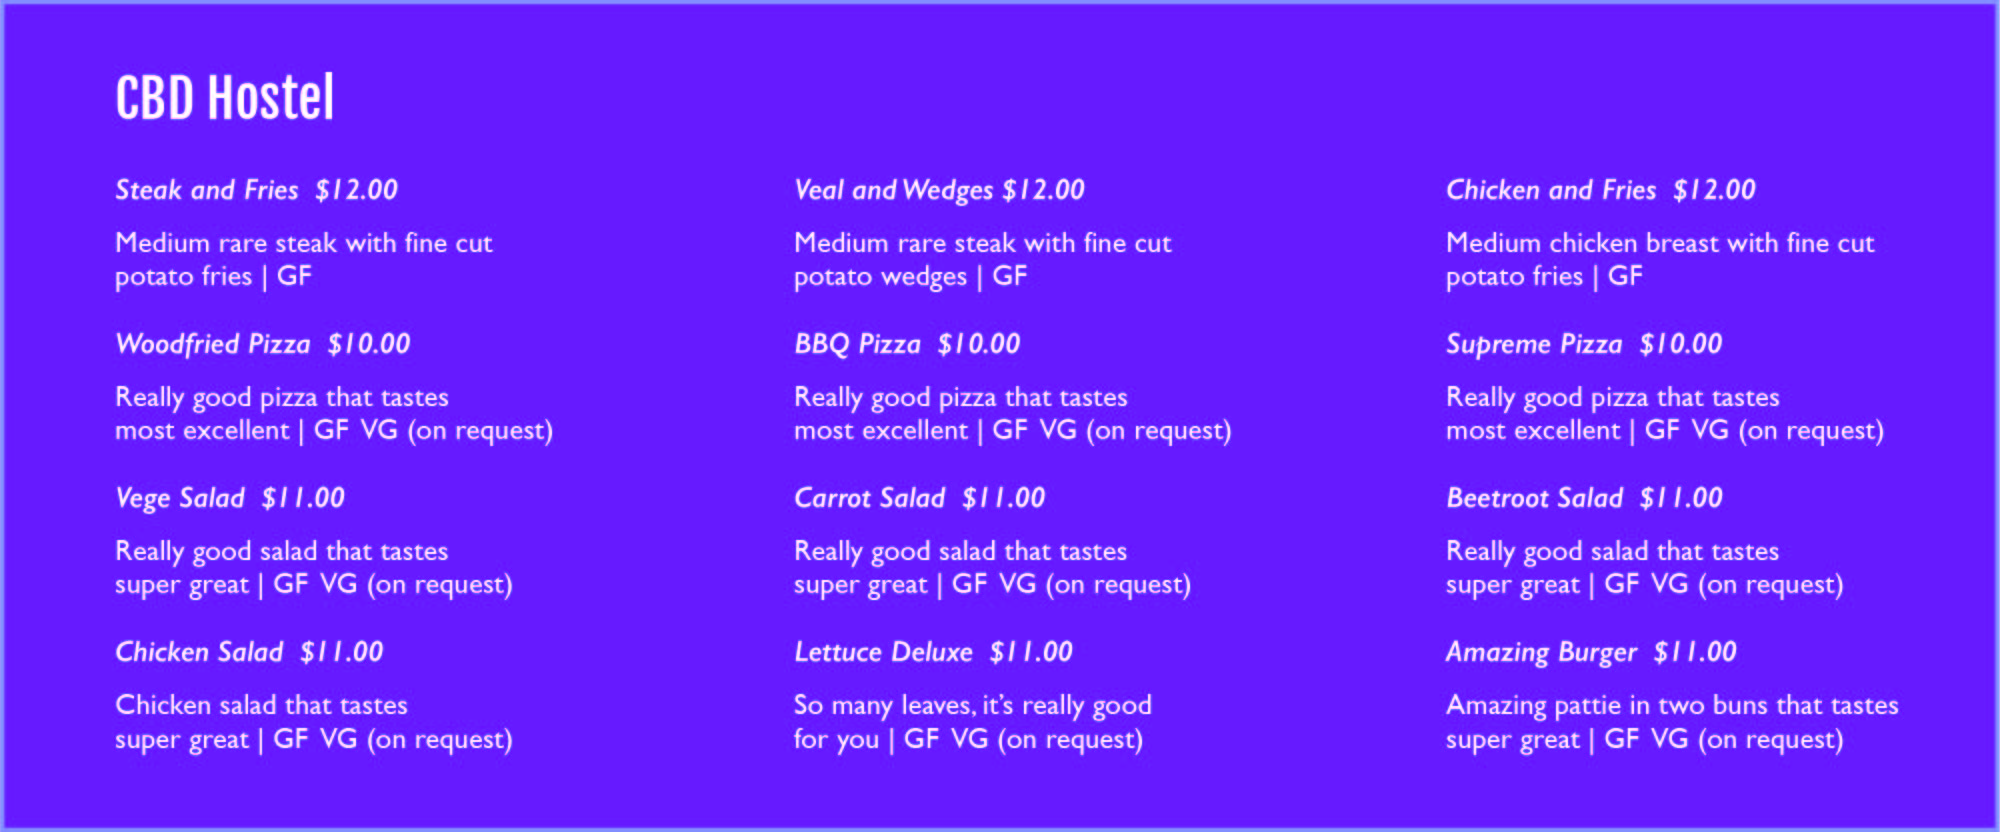 CBD Hostel
Steak and Fries $12.00
Medium rare steak with fine cut
potato fries | GF
Veal and Wedges $12.00
Medium rare steak with fine cut
potato wedges | GF
Chicken and Fries $12.00
Medium chicken breast with fine cut
potato fries | GF
Woodfried Pizza $10.00
Really good pizza that tastes
most excellent | GF VG (on request)
BBQ Pizza $10.00
Really good pizza that tastes
most excellent | GF VG (on request)
Supreme Pizza $10.00
Really good pizza that tastes
most excellent | GF VG (on request)
Vege Salad $11.00
Really good salad that tastes
super great | GF VG (on request)
Carrot Salad $11.00
Really good salad that tastes
super great | GF VG (on request)
Beetroot Salad $11.00
Really good salad that tastes
super great | GF VG (on request)
Chicken Salad $11.00
Chicken salad that tastes
super great | GF VG (on request)
Lettuce Deluxe $11.00
So many leaves, it’s really good
for you | GF VG (on request)
Amazing Burger $11.00
Amazing pattie in two buns that tastes
super great | GF VG (on request)